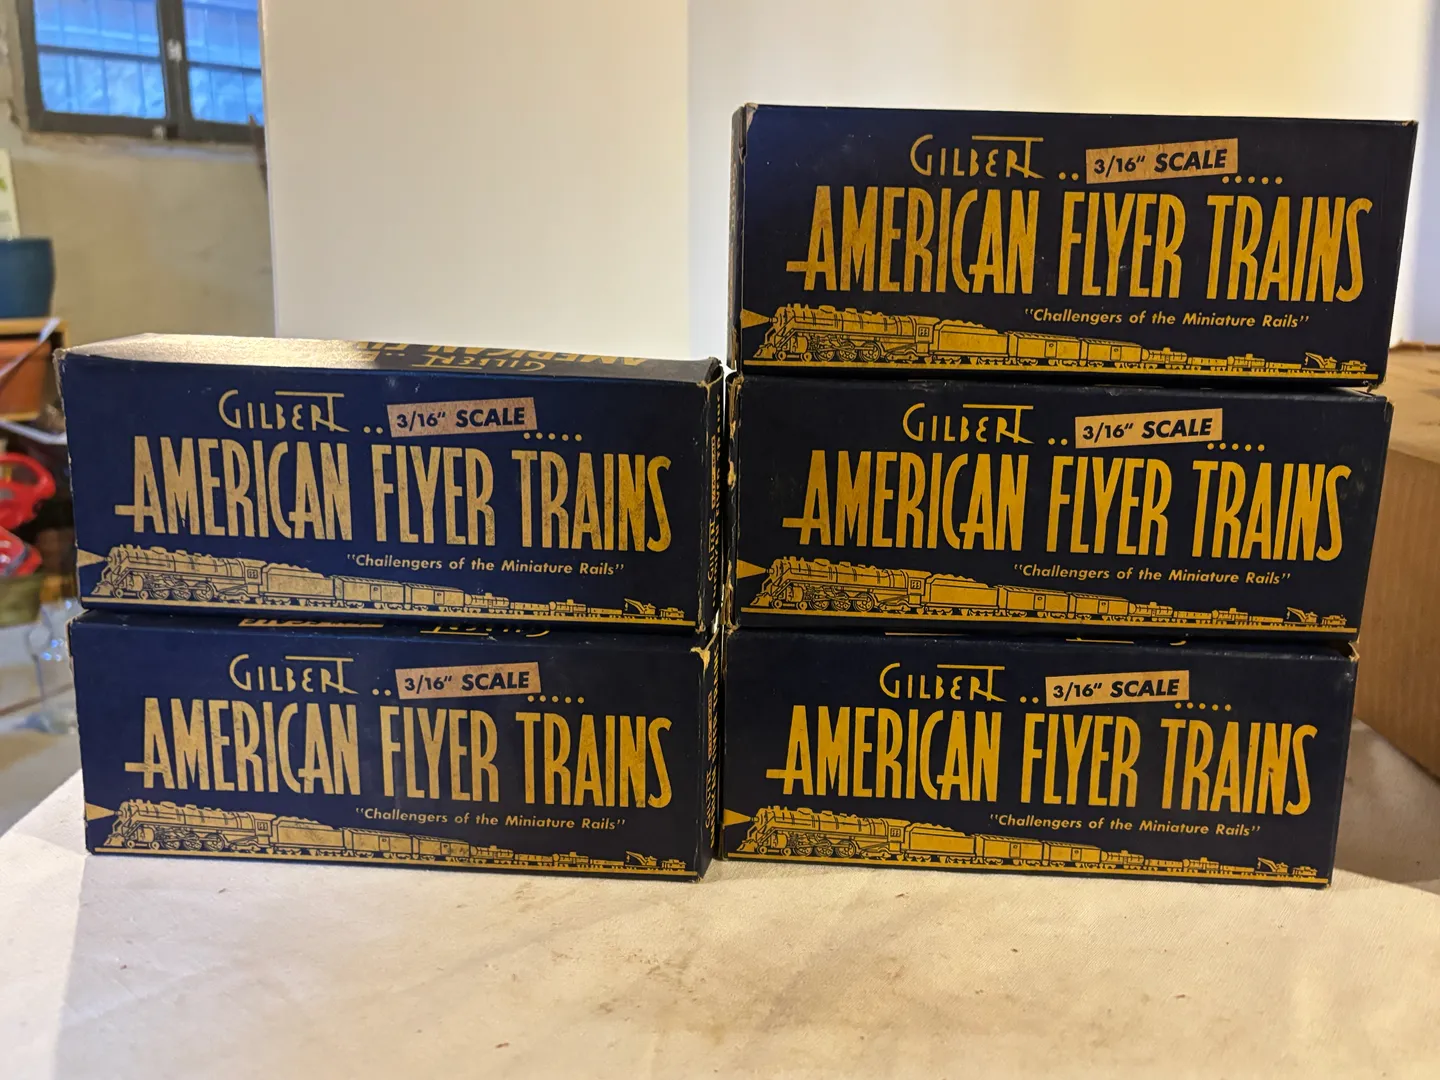 GILBERT .. 3/16" SCALE .....
AMERICAN FLYER TRAINS
"Challengers of the Miniature Rails"
GILBERT .. 3/16" SCALE .....
AMERICAN FLYER TRAINS
"Challengers of the Miniature Rails"
GILBERT .. 3/16" SCALE .....
AMERICAN FLYER TRAINS
"Challengers of the Miniature Rails"
GILBERT ..
AMERICAN
GILBERT .. 3/16" SCALE .....
AMERICAN FLYER TRAINS
"Challengers of the Miniature Rails"
GILBERT .. 3/16" SCALE .....
AMERICAN FLYER TRAINS
"Challengers of the Miniature Rails"